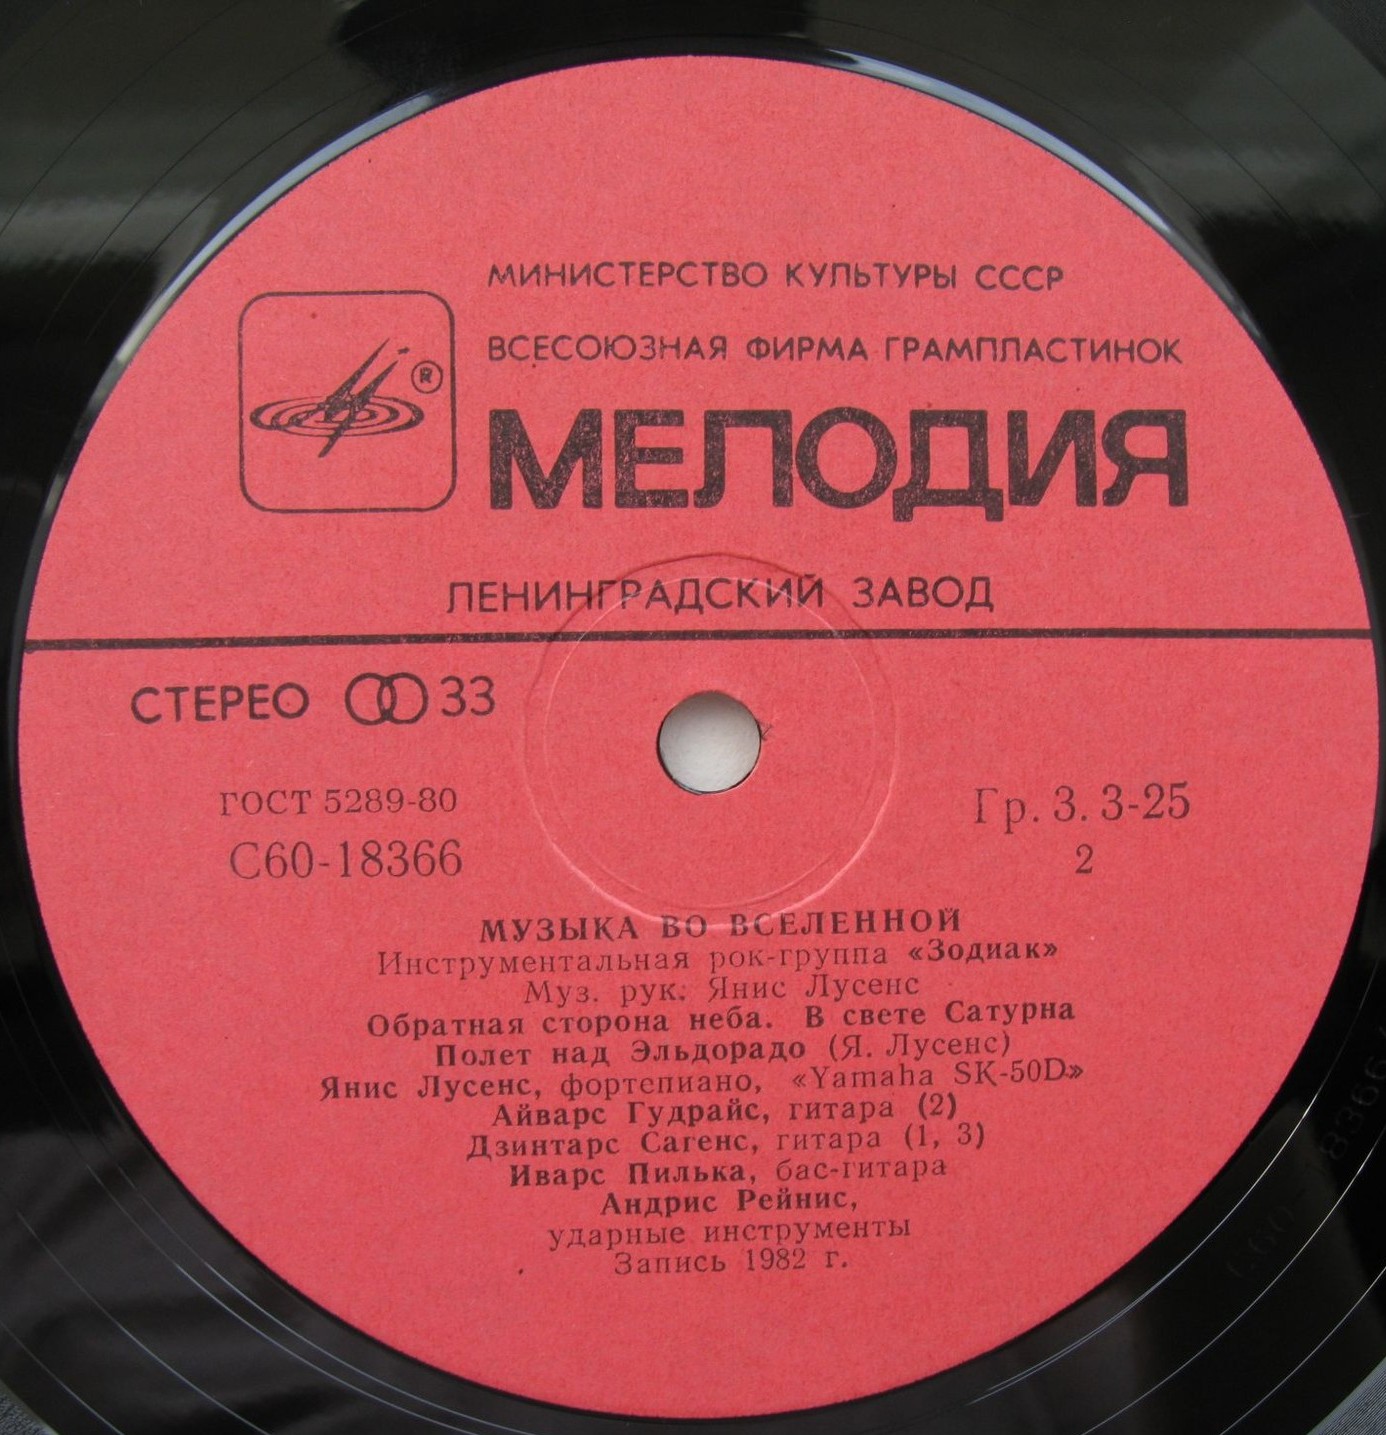 МИНИСТЕРСТВО КУЛЬТУРЫ СССР
ВСЕСОЮЗНАЯ ФИРМА ГРАМПЛАСТИНОК
®
МЕЛОДИЯ
ЛЕНИНГРАДСКИЙ ЗАВОД
СТЕРЕО 33
ГОСТ 5289-80
С60-18366
Гр. 3. 3-25
2
МУЗЫКА ВО ВСЕЛЕННОЙ
Инструментальная рок-группа «Зодиак»
Муз. рук. Янис Лусенс
Обратная сторона неба. В свете Сатурна
Полет над Эльдорадо (Я. Лусенс)
Янис Лусенс, фортепиано, «Yamaha SK-50D»
Айварс Гудрайс, гитара (2)
Дзинтарс Сагенс, гитара (1, 3)
Иварс Пилька, бас-гитара
Андрис Рейнис,
ударные инструменты
Запись 1982 г.